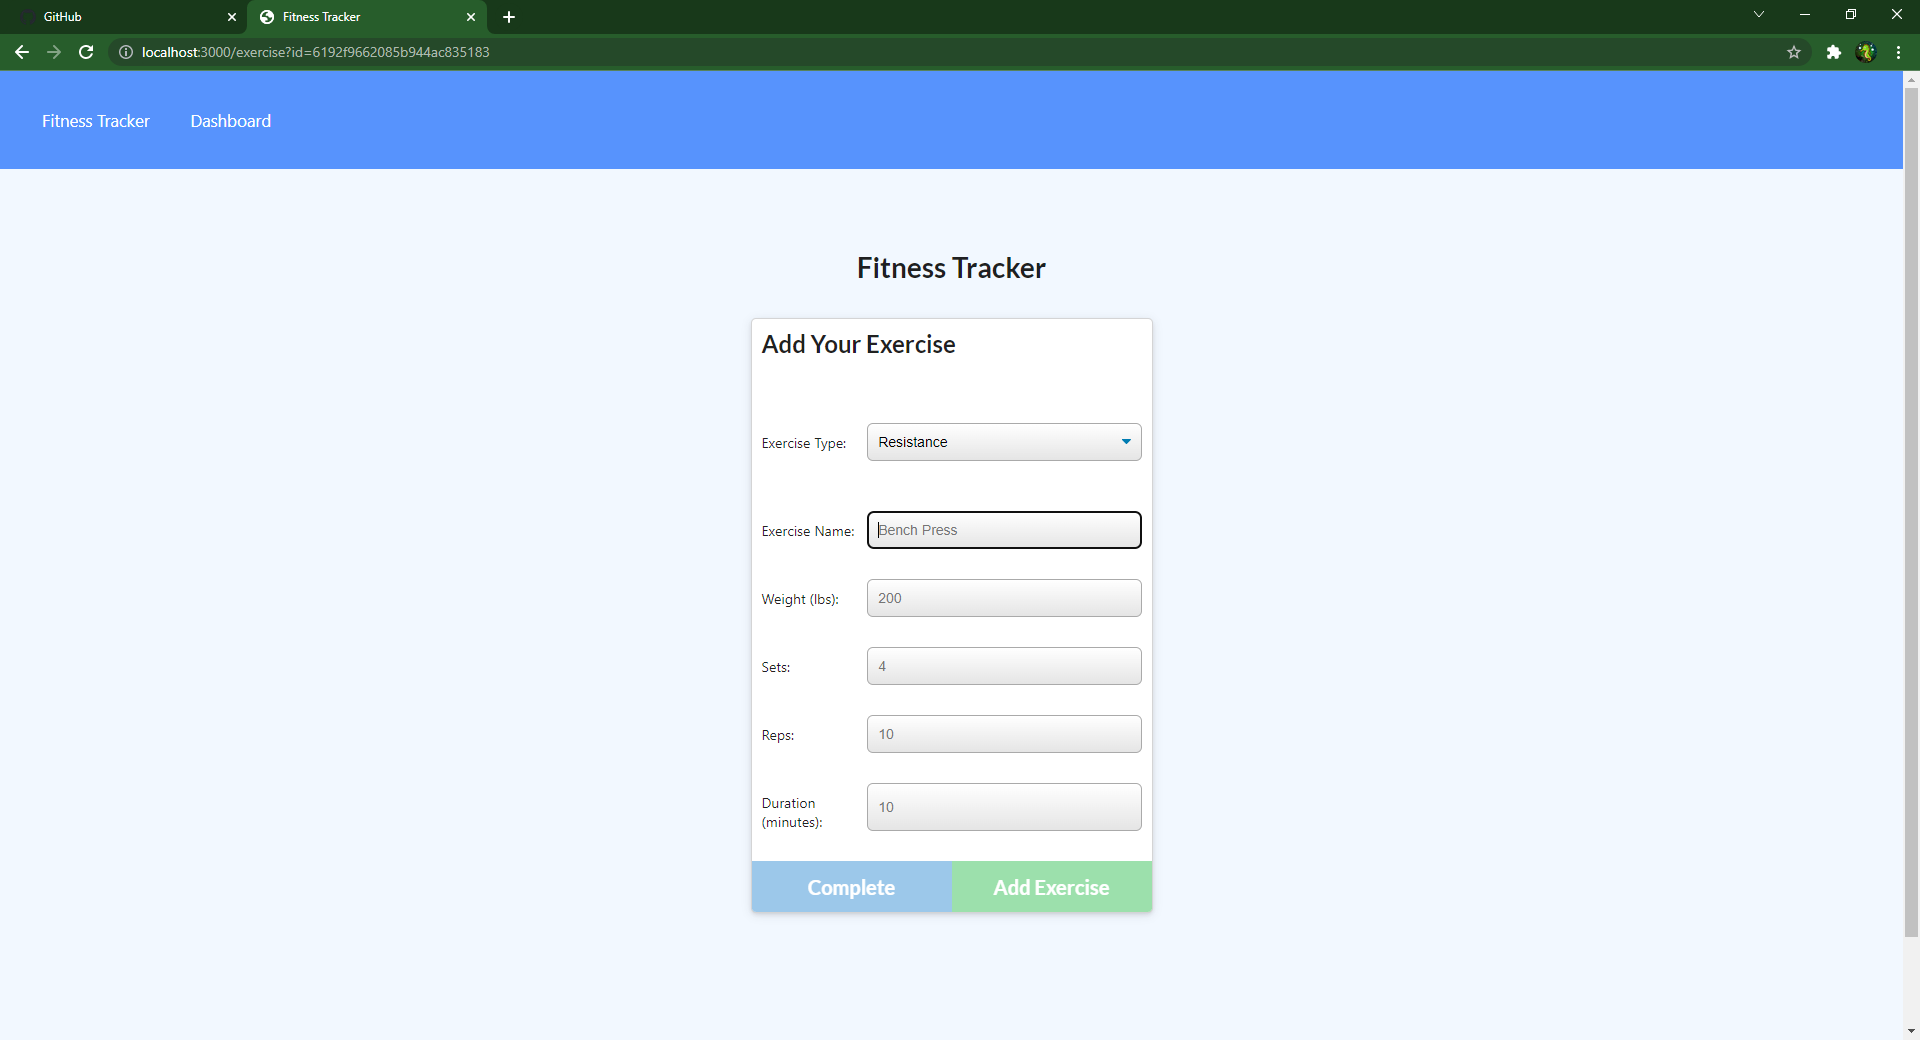 GitHub
Fitness Tracker
localhost:3000/exercise?id=6192f9662085b944ac835183
Fitness Tracker Dashboard
Fitness Tracker
Add Your Exercise
Exercise Type: Resistance
Exercise Name: Bench Press
Weight (lbs): 200
Sets: 4
Reps: 10
Duration
(minutes): 10
Complete Add Exercise